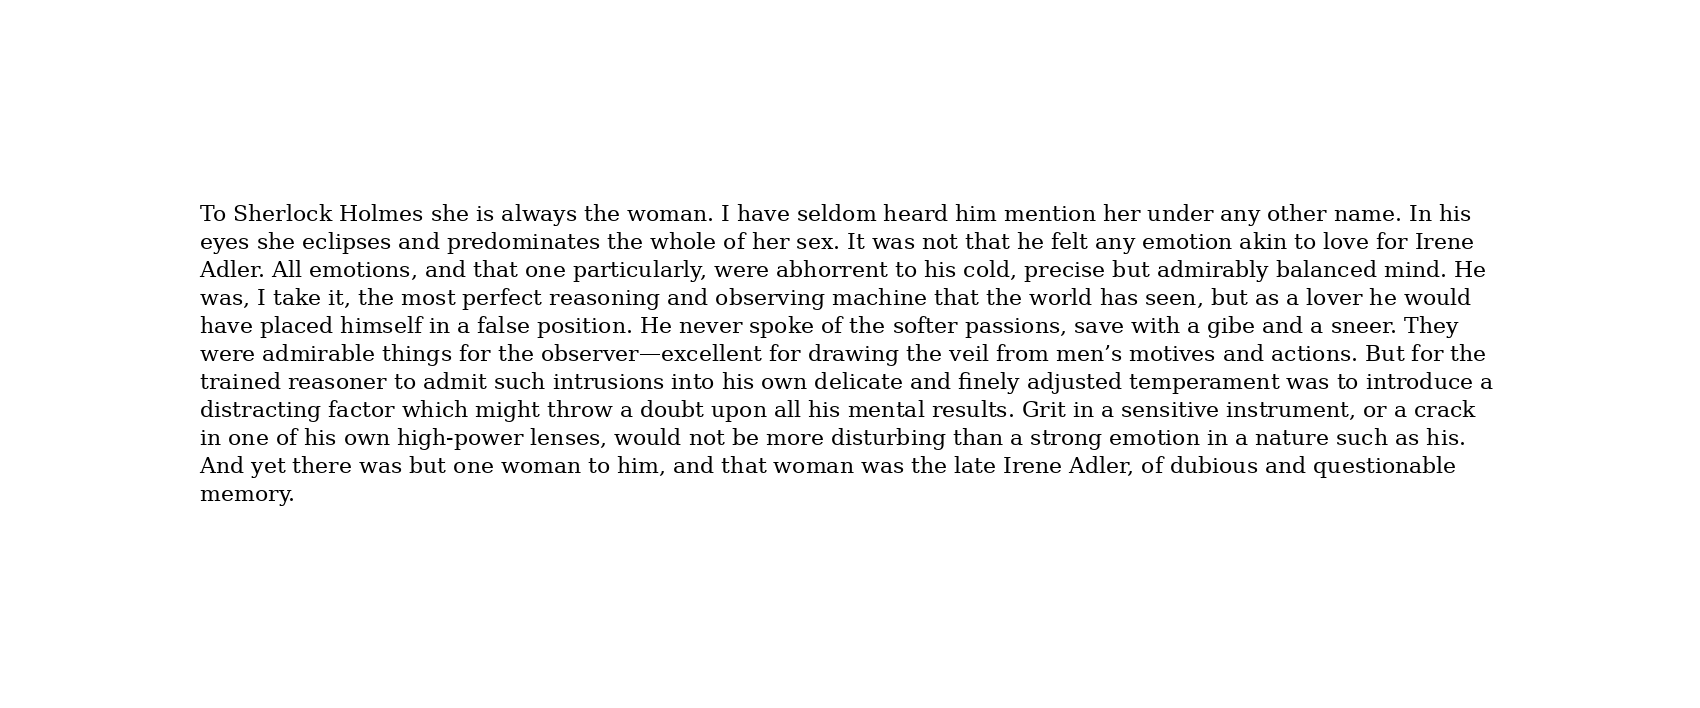 To Sherlock Holmes she is always the woman. I have seldom heard him mention her under any other name. In his
eyes she eclipses and predominates the whole of her sex. It was not that he felt any emotion akin to love for Irene
Adler. All emotions, and that one particularly, were abhorrent to his cold, precise but admirably balanced mind. He
was, I take it, the most perfect reasoning and observing machine that the world has seen, but as a lover he would
have placed himself in a false position. He never spoke of the softer passions, save with a gibe and a sneer. They
were admirable things for the observer—excellent for drawing the veil from men’s motives and actions. But for the
trained reasoner to admit such intrusions into his own delicate and finely adjusted temperament was to introduce a
distracting factor which might throw a doubt upon all his mental results. Grit in a sensitive instrument, or a crack
in one of his own high-power lenses, would not be more disturbing than a strong emotion in a nature such as his.
And yet there was but one woman to him, and that woman was the late Irene Adler, of dubious and questionable
memory.